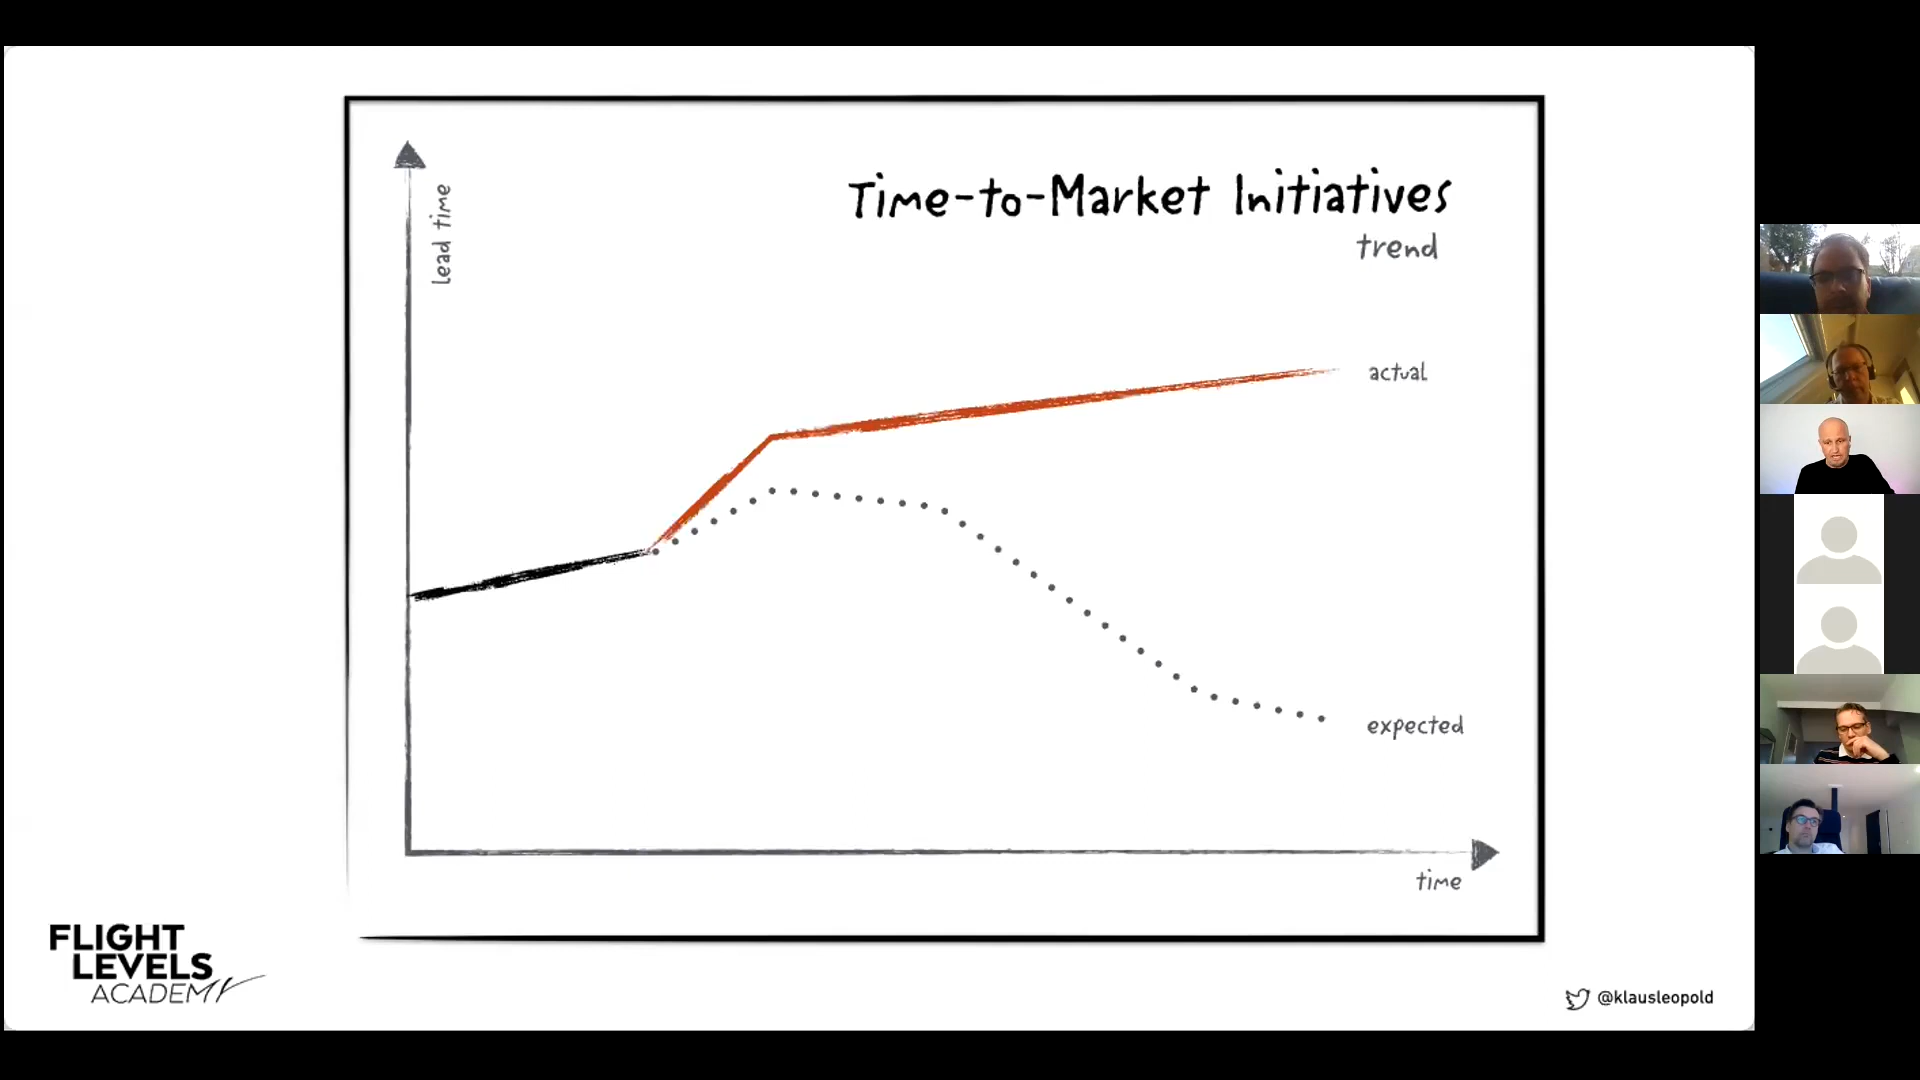 Time-to-Market Initiatives
trend
lead time
actual
expected
time
FLIGHT
LEVELS
ACADEMY
@klausleopold